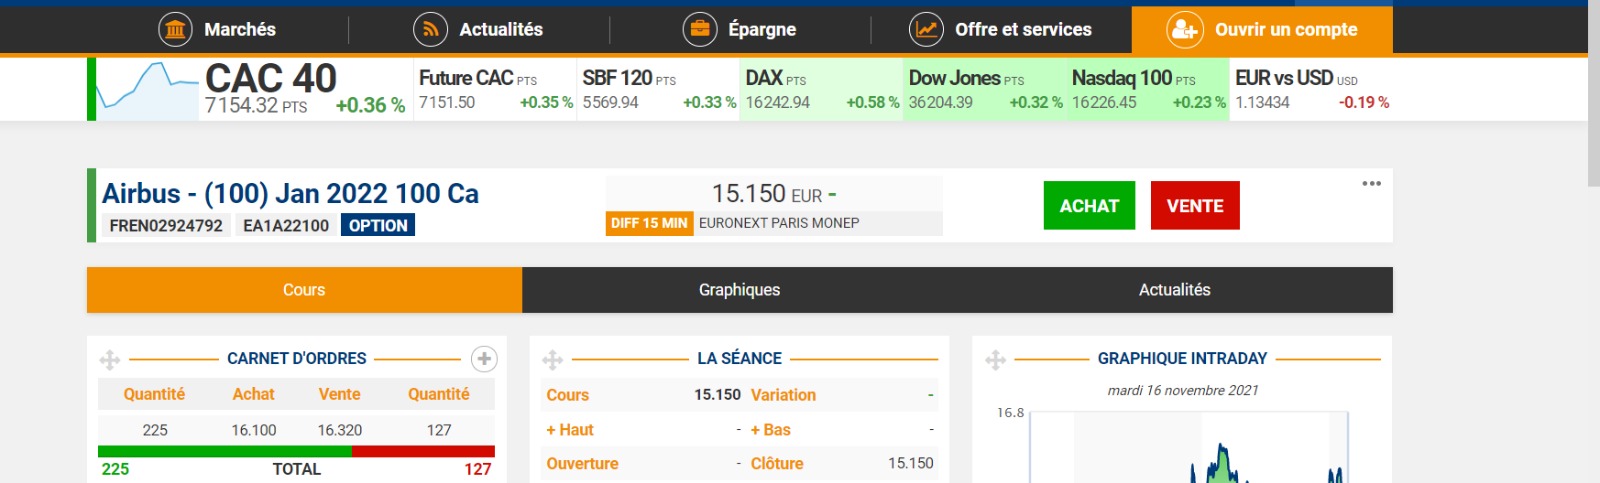 Marchés Actualités Épargne Offre et services Ouvrir un compte
CAC 40 Future CAC PTS SBF 120 PTS DAX PTS Dow Jones PTS Nasdaq 100 PTS EUR vs USD USD
7154.32 PTS +0.36 % 7151.50 +0.35 % 5569.94 +0.33 % 16242.94 +0.58 % 36204.39 +0.32 % 16226.45 +0.23 % 1.13434 -0.19 %
Airbus - (100) Jan 2022 100 Ca 15.150 EUR -
ACHAT VENTE
FREN02924792 EA1A22100 OPTION DIFF 15 MIN EURONEXT PARIS MONEP
Cours Graphiques Actualités
CARNET D'ORDRES
Quantité Achat Vente Quantité
225 16.100 16.320 127
225 TOTAL 127
LA SÉANCE
Cours 15.150 Variation -
+ Haut - + Bas -
Ouverture - Clôture 15.150
GRAPHIQUE INTRADAY
mardi 16 novembre 2021
16.8